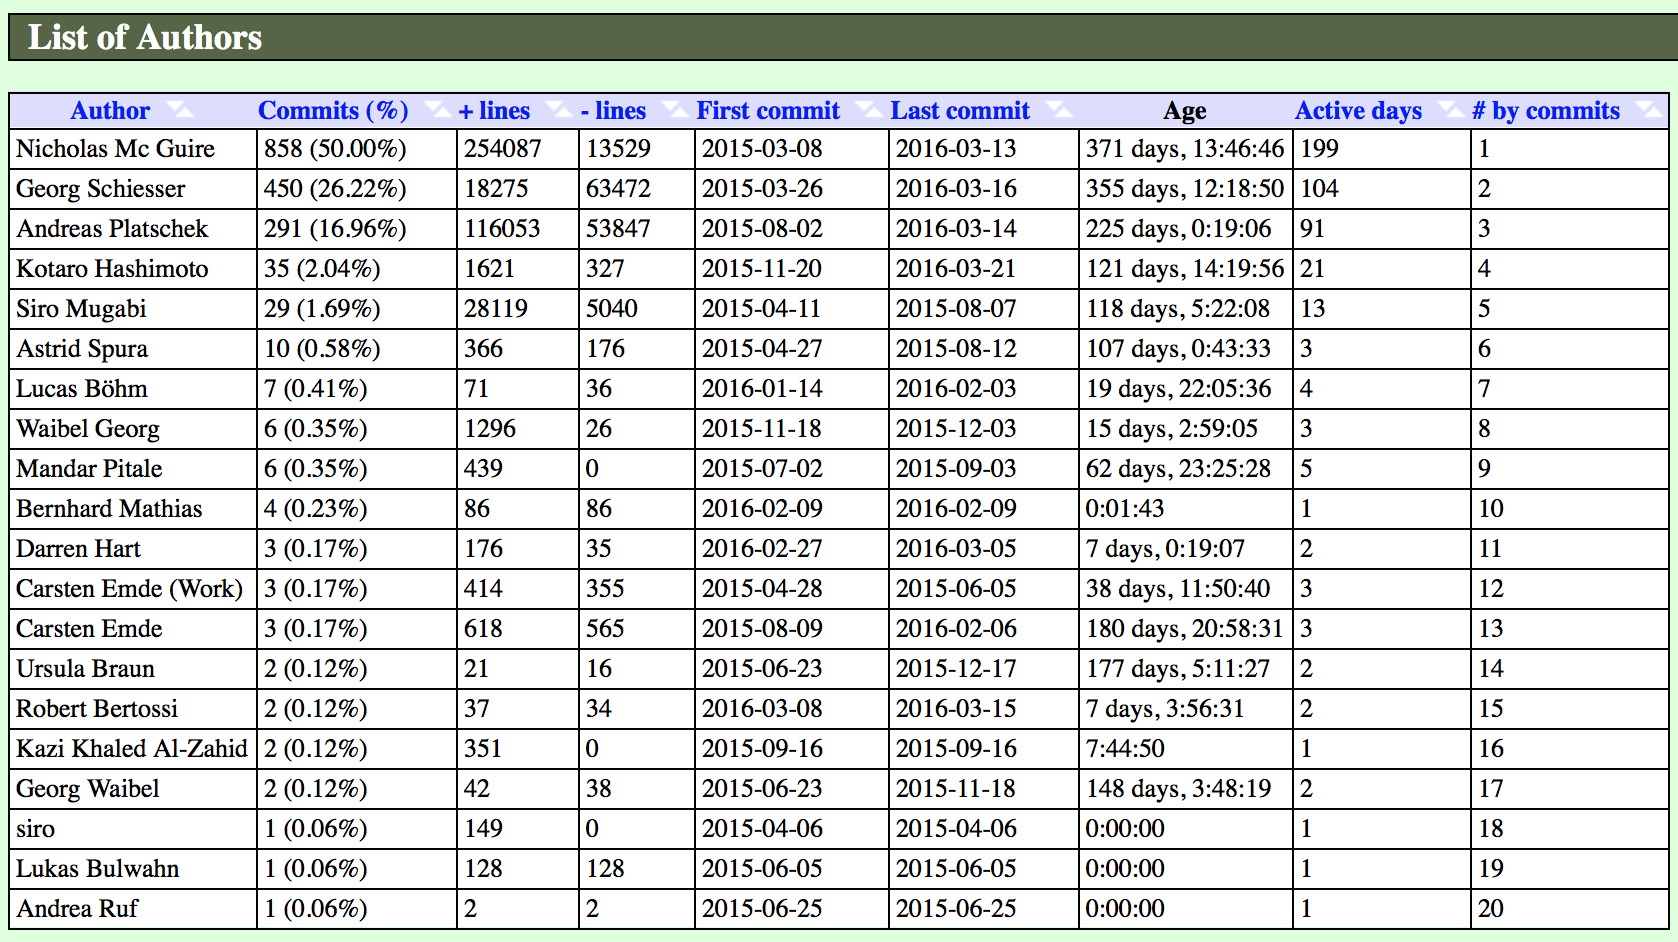 List of Authors
Author Commits (%) + lines - lines First commit Last commit Age Active days # by commits
Nicholas Mc Guire 858 (50.00%) 254087 13529 2015-03-08 2016-03-13 371 days, 13:46:46 199 1
Georg Schiesser 450 (26.22%) 18275 63472 2015-03-26 2016-03-16 355 days, 12:18:50 104 2
Andreas Platschek 291 (16.96%) 116053 53847 2015-08-02 2016-03-14 225 days, 0:19:06 91 3
Kotaro Hashimoto 35 (2.04%) 1621 327 2015-11-20 2016-03-21 121 days, 14:19:56 21 4
Siro Mugabi 29 (1.69%) 28119 5040 2015-04-11 2015-08-07 118 days, 5:22:08 13 5
Astrid Spura 10 (0.58%) 366 176 2015-04-27 2015-08-12 107 days, 0:43:33 3 6
Lucas Böhm 7 (0.41%) 71 36 2016-01-14 2016-02-03 19 days, 22:05:36 4 7
Waibel Georg 6 (0.35%) 1296 26 2015-11-18 2015-12-03 15 days, 2:59:05 3 8
Mandar Pitale 6 (0.35%) 439 0 2015-07-02 2015-09-03 62 days, 23:25:28 5 9
Bernhard Mathias 4 (0.23%) 86 86 2016-02-09 2016-02-09 0:01:43 1 10
Darren Hart 3 (0.17%) 176 35 2016-02-27 2016-03-05 7 days, 0:19:07 2 11
Carsten Emde (Work) 3 (0.17%) 414 355 2015-04-28 2015-06-05 38 days, 11:50:40 3 12
Carsten Emde 3 (0.17%) 618 565 2015-08-09 2016-02-06 180 days, 20:58:31 3 13
Ursula Braun 2 (0.12%) 21 16 2015-06-23 2015-12-17 177 days, 5:11:27 2 14
Robert Bertossi 2 (0.12%) 37 34 2016-03-08 2016-03-15 7 days, 3:56:31 2 15
Kazi Khaled Al-Zahid 2 (0.12%) 351 0 2015-09-16 2015-09-16 7:44:50 1 16
Georg Waibel 2 (0.12%) 42 38 2015-06-23 2015-11-18 148 days, 3:48:19 2 17
siro 1 (0.06%) 149 0 2015-04-06 2015-04-06 0:00:00 1 18
Lukas Bulwahn 1 (0.06%) 128 128 2015-06-05 2015-06-05 0:00:00 1 19
Andrea Ruf 1 (0.06%) 2 2 2015-06-25 2015-06-25 0:00:00 1 20